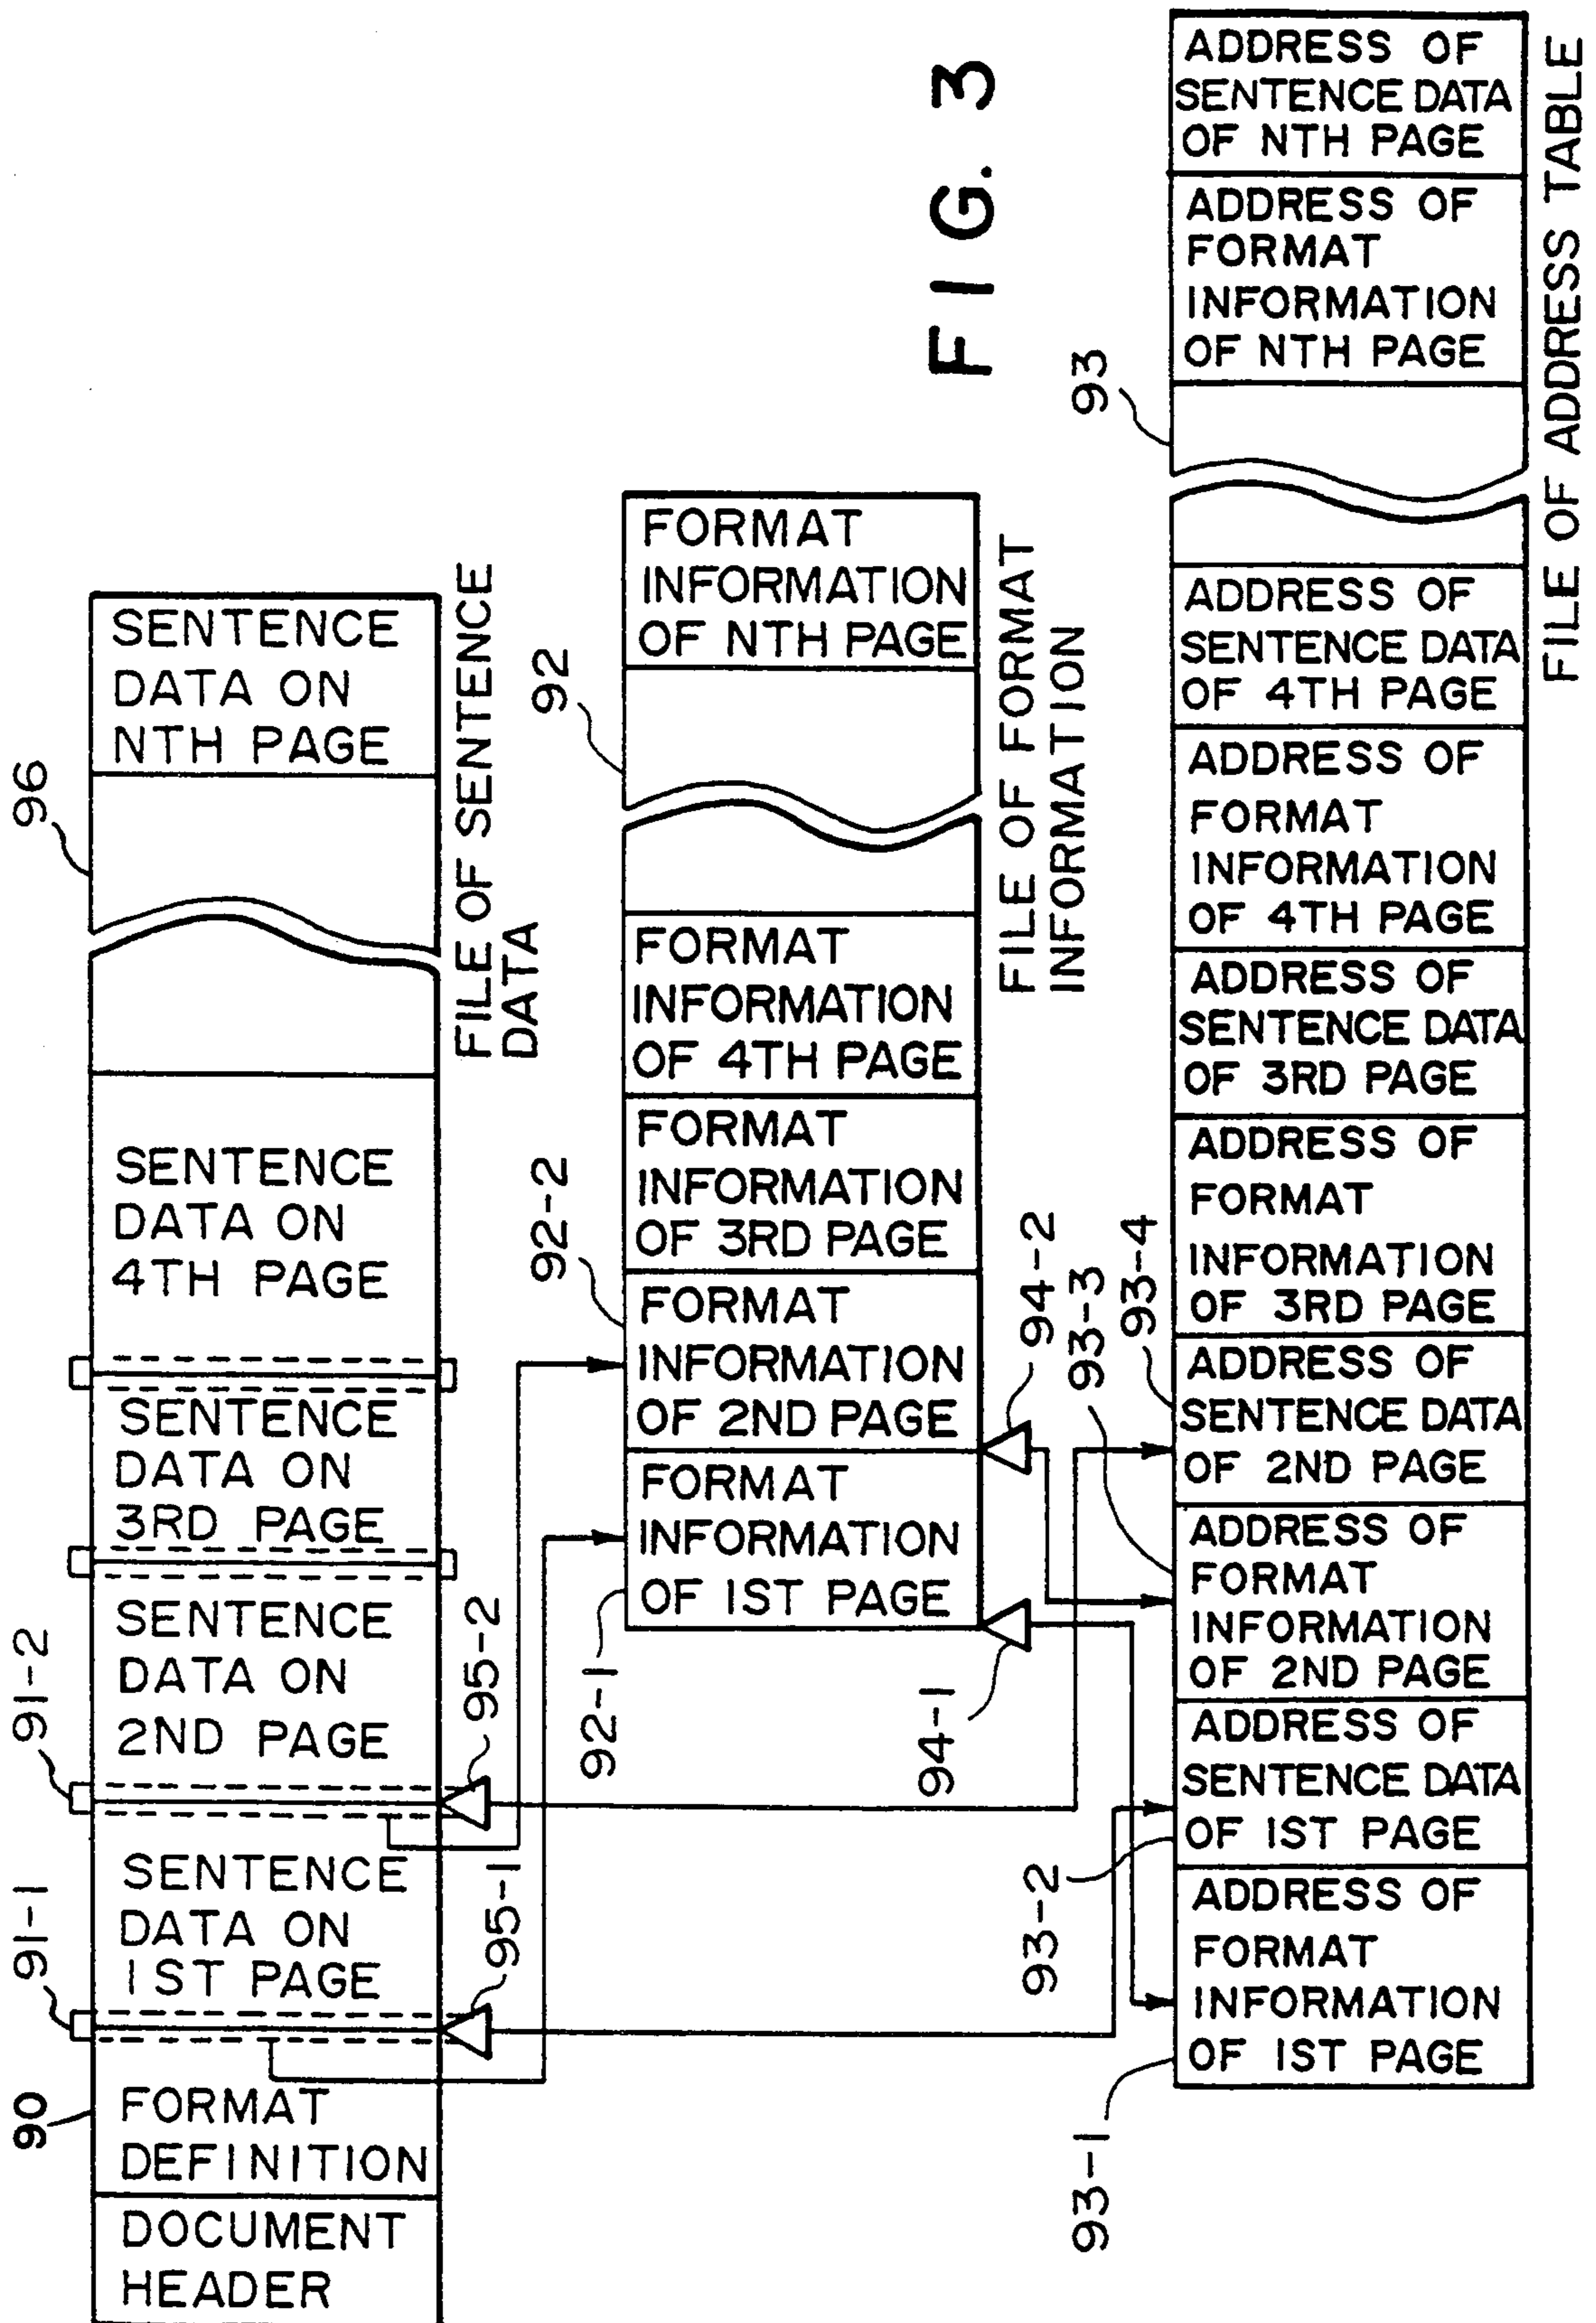 FIG. 3
96
91-2
91-1
90
DOCUMENT
HEADER
FORMAT
DEFINITION
SENTENCE
DATA ON
1ST PAGE
SENTENCE
DATA ON
2ND PAGE
SENTENCE
DATA ON
3RD PAGE
SENTENCE
DATA ON
4TH PAGE
SENTENCE
DATA ON
NTH PAGE
FILE OF SENTENCE
DATA
95-1
95-2
92-1
92-2
92
FORMAT
INFORMATION
OF 1ST PAGE
FORMAT
INFORMATION
OF 2ND PAGE
FORMAT
INFORMATION
OF 3RD PAGE
FORMAT
INFORMATION
OF 4TH PAGE
FORMAT
INFORMATION
OF NTH PAGE
FILE OF FORMAT
INFORMATION
94-1
94-2
93-1
93-2
93-3
93-4
93
ADDRESS OF
FORMAT
INFORMATION
OF 1ST PAGE
ADDRESS OF
SENTENCE DATA
OF 1ST PAGE
ADDRESS OF
FORMAT
INFORMATION
OF 2ND PAGE
ADDRESS OF
SENTENCE DATA
OF 2ND PAGE
ADDRESS OF
FORMAT
INFORMATION
OF 3RD PAGE
ADDRESS OF
SENTENCE DATA
OF 3RD PAGE
ADDRESS OF
FORMAT
INFORMATION
OF 4TH PAGE
ADDRESS OF
SENTENCE DATA
OF 4TH PAGE
ADDRESS OF
FORMAT
INFORMATION
OF NTH PAGE
ADDRESS OF
SENTENCE DATA
OF NTH PAGE
FILE OF ADDRESS TABLE